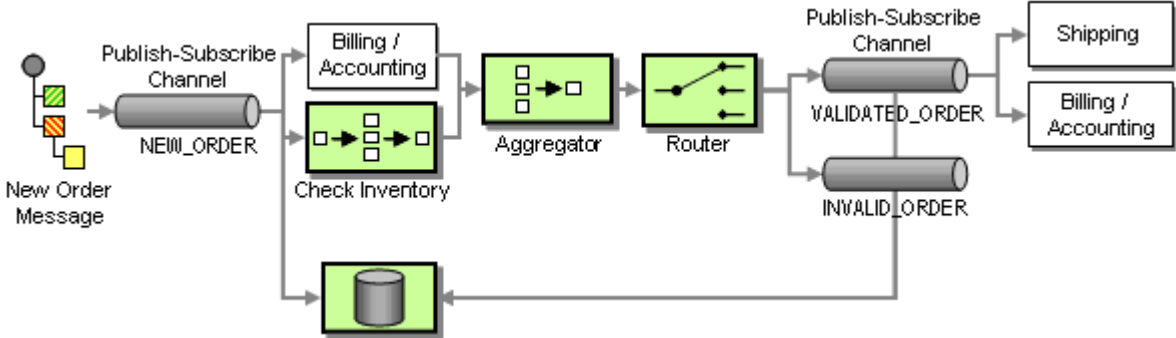 New Order
Message
Publish-Subscribe
Channel
NEW_ORDER
Billing /
Accounting
Check Inventory
Aggregator
Router
Publish-Subscribe
Channel
VALIDATED_ORDER
INVALID_ORDER
Shipping
Billing /
Accounting